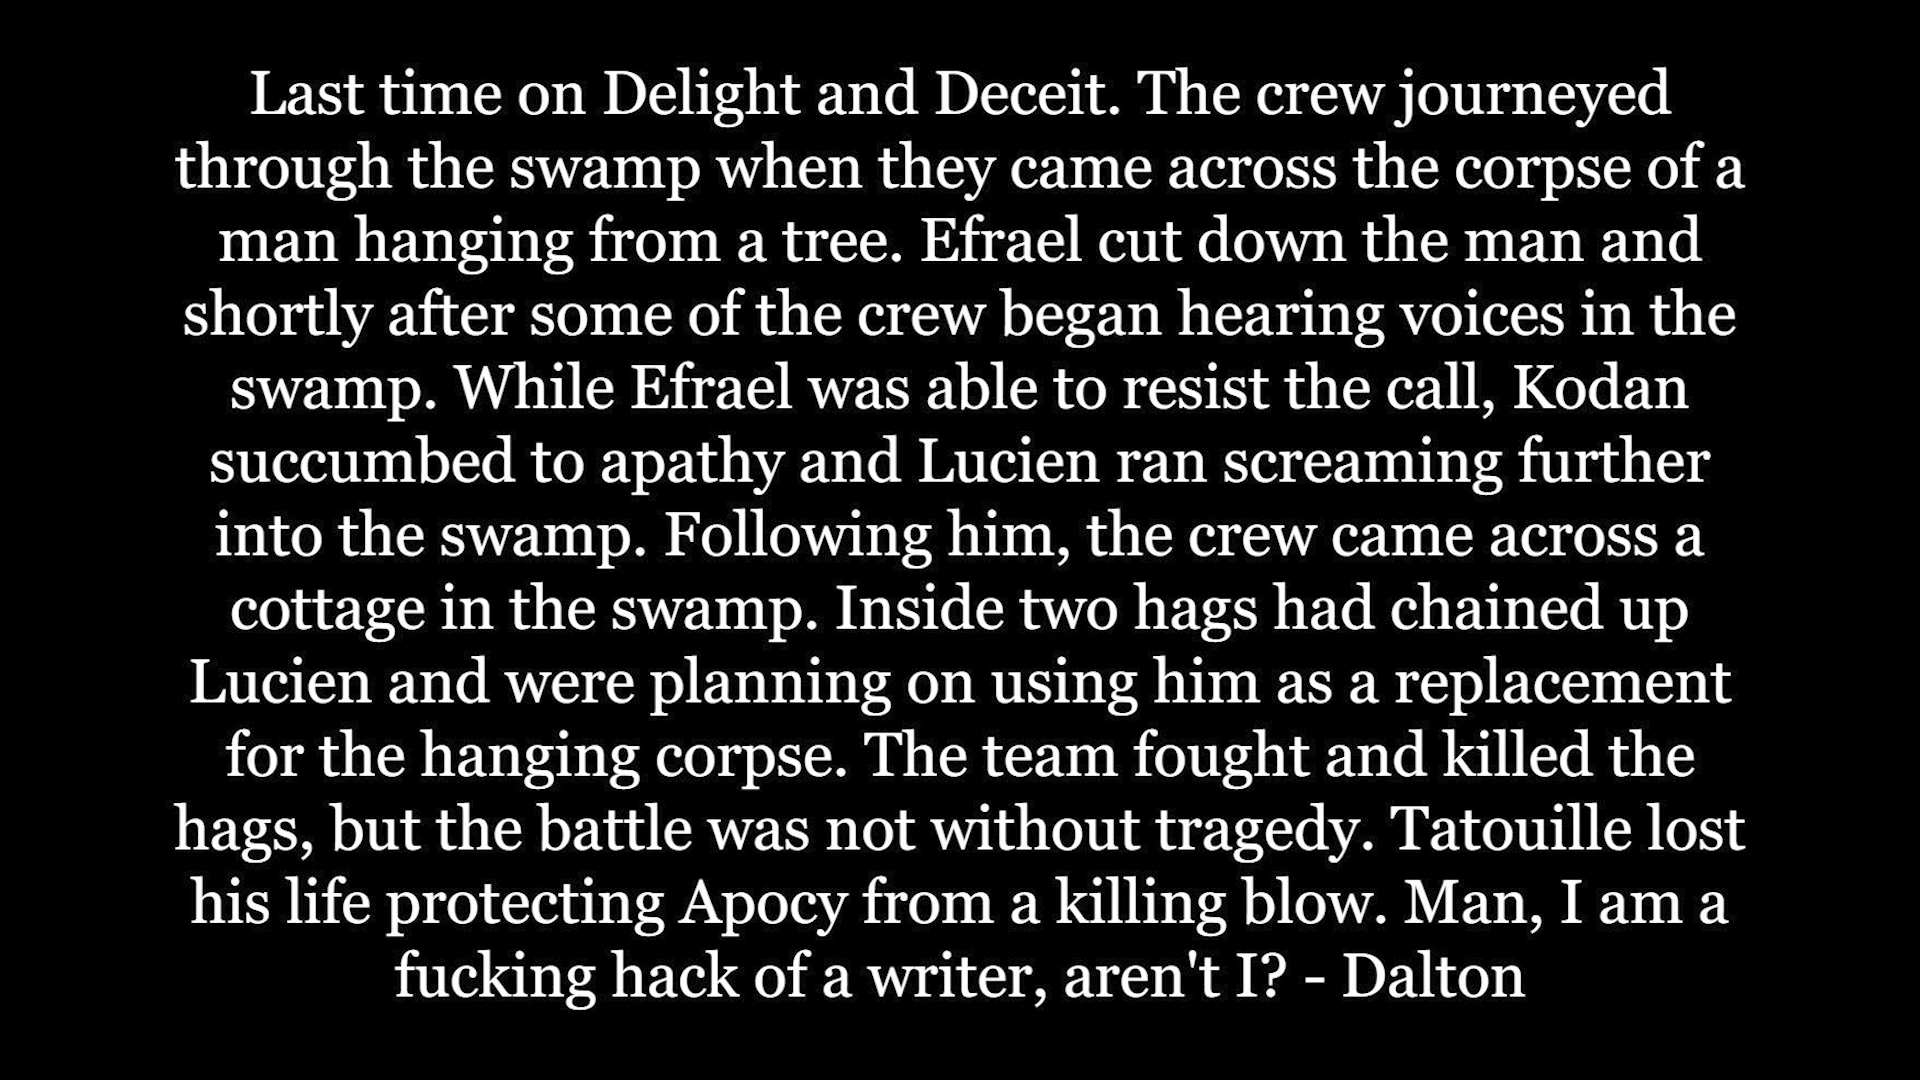 Last time on Delight and Deceit. The crew journeyed
through the swamp when they came across the corpse of a
man hanging from a tree. Efrael cut down the man and
shortly after some of the crew began hearing voices in the
swamp. While Efrael was able to resist the call, Kodan
succumbed to apathy and Lucien ran screaming further
into the swamp. Following him, the crew came across a
cottage in the swamp. Inside two hags had chained up
Lucien and were planning on using him as a replacement
for the hanging corpse. The team fought and killed the
hags, but the battle was not without tragedy. Tatouille lost
his life protecting Apocy from a killing blow. Man, I am a
fucking hack of a writer, aren't I? - Dalton